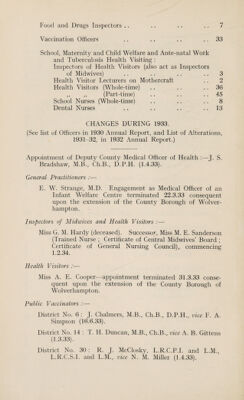 Food and Drugs Inspectors .. .. .. .. .. 7
Vaccination Officers .. .. .. .. .. 33
School, Maternity and Child Welfare and Ante-natal Work
and Tuberculosis Health Visiting :
Inspectors of Health Visitors (also act as Inspectors
of Midwives) .. .. .. .. .. 3
Health Visitor Lecturers on Mothercraft .. 2
Health Visitors (Whole-time) .. .. .. 36
„ „ (Part-time) .. .. .. 45
School Nurses (Whole-time) .. .. .. 8
Dental Nurses .. .. .. .. .. 13
CHANGES DURING 1933.
(See list of Officers in 1930 Annual Report, and List of Alterations,
1931-32, in 1932 Annual Report.)
Appointment of Deputy County Medical Officer of Health :—J. S.
Bradshaw, M.B., Ch.B., D.P.H. (1.4.33).
General Practitioners :—
E. W. Strange, M.D. Engagement as Medical Officer of an
Infant Welfare Centre terminated 22.3.33 consequent
upon the extension of the County Borough of Wolver-
hampton.
Inspectors of Midwives and Health Visitors :—
Miss G. M. Hardy (deceased). Successor, Miss M. E. Sanderson
(Trained Nurse ; Certificate of Central Midwives' Board ;
Certificate of General Nursing Council), commencing
1.2.34.
Health Visitors :—
Miss A. E. Cooper—appointment terminated 31.3.33 conse-
quent upon the extension of the County Borough of
Wolverhampton.
Public Vaccinators :—
District No. 6 : J. Chalmers, M.B., Ch.B., D.P.H., vice F. A.
Simpson (16.6.33).
District No. 14 : T. H. Duncan, M.B., Ch.B., vice A. B. Gittens
(1.3.33).
District No. 30 : R. J. McClosky, L.R.C.P.I. and L.M.,
L.R.C.S.I. and L.M., vice N. M. Miller (1.4.33).